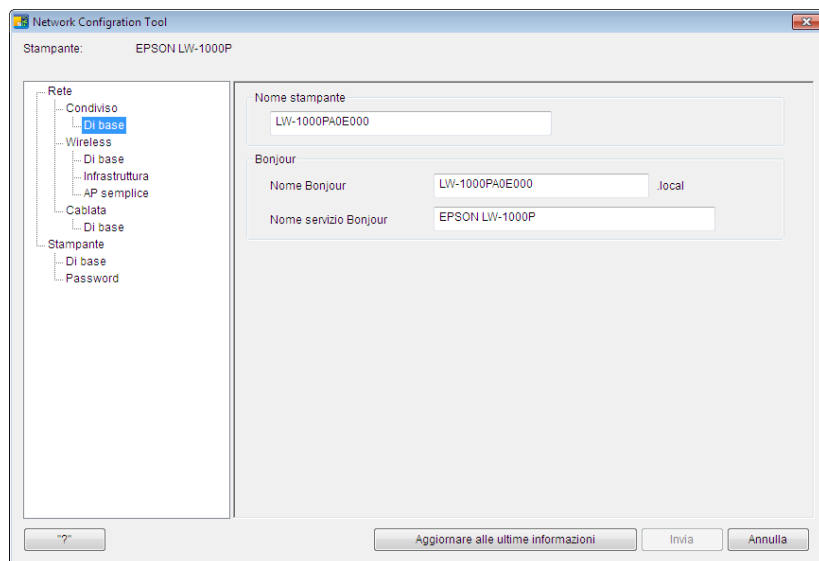 Network Configration Tool
Stampante: EPSON LW-1000P
Rete
Condiviso
Di base
Wireless
Di base
Infrastruttura
AP semplice
Cablata
Di base
Stampante
Di base
Password
Nome stampante
LW-1000PA0E000
Bonjour
Nome Bonjour LW-1000PA0E000 .local
Nome servizio Bonjour EPSON LW-1000P
"?" Aggiornare alle ultime informazioni Invia Annulla